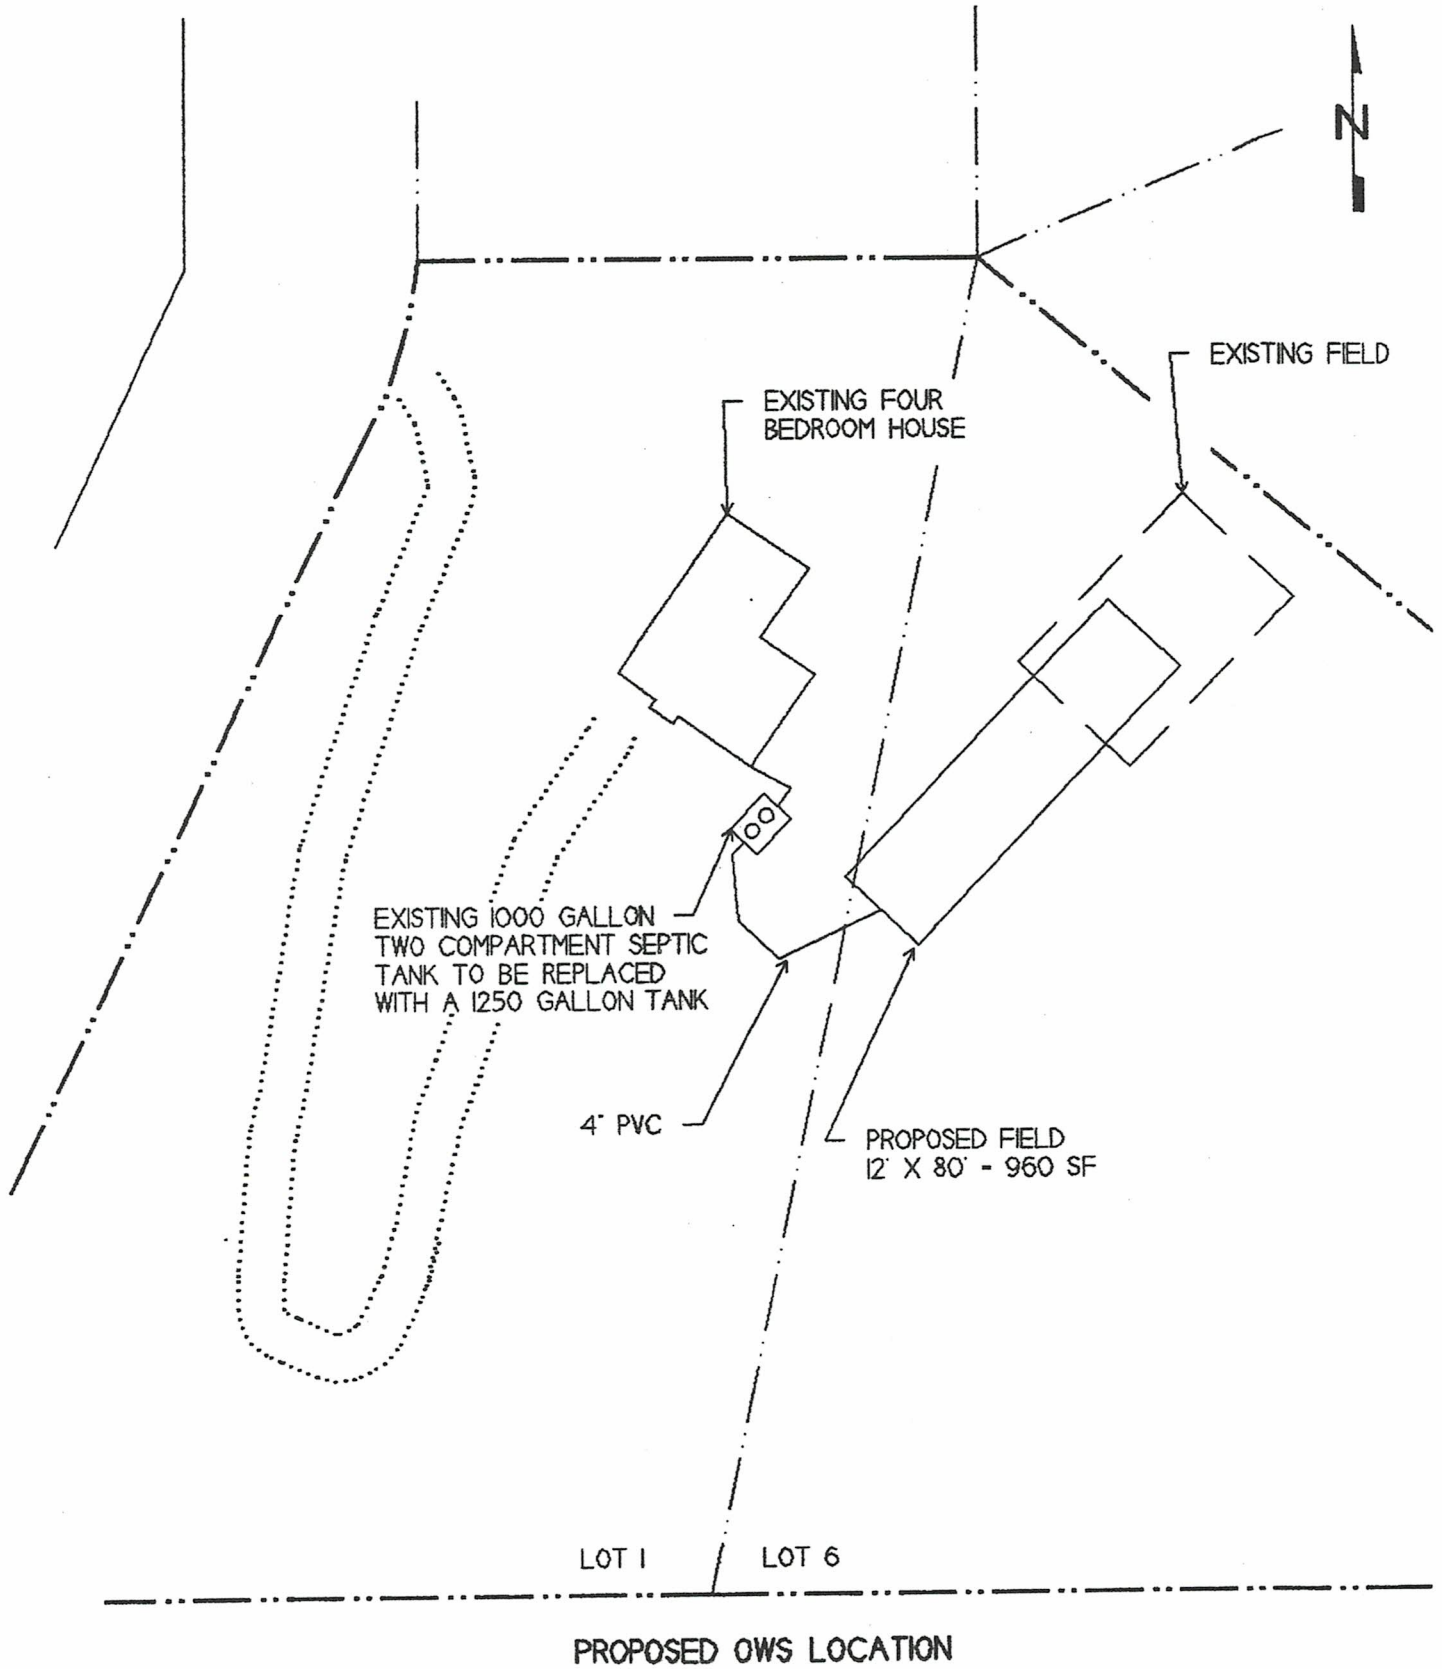 N
EXISTING FIELD
EXISTING FOUR
BEDROOM HOUSE
EXISTING 1000 GALLON
TWO COMPARTMENT SEPTIC
TANK TO BE REPLACED
WITH A 1250 GALLON TANK
4" PVC
PROPOSED FIELD
12' X 80' - 960 SF
LOT 1
LOT 6
PROPOSED OWS LOCATION